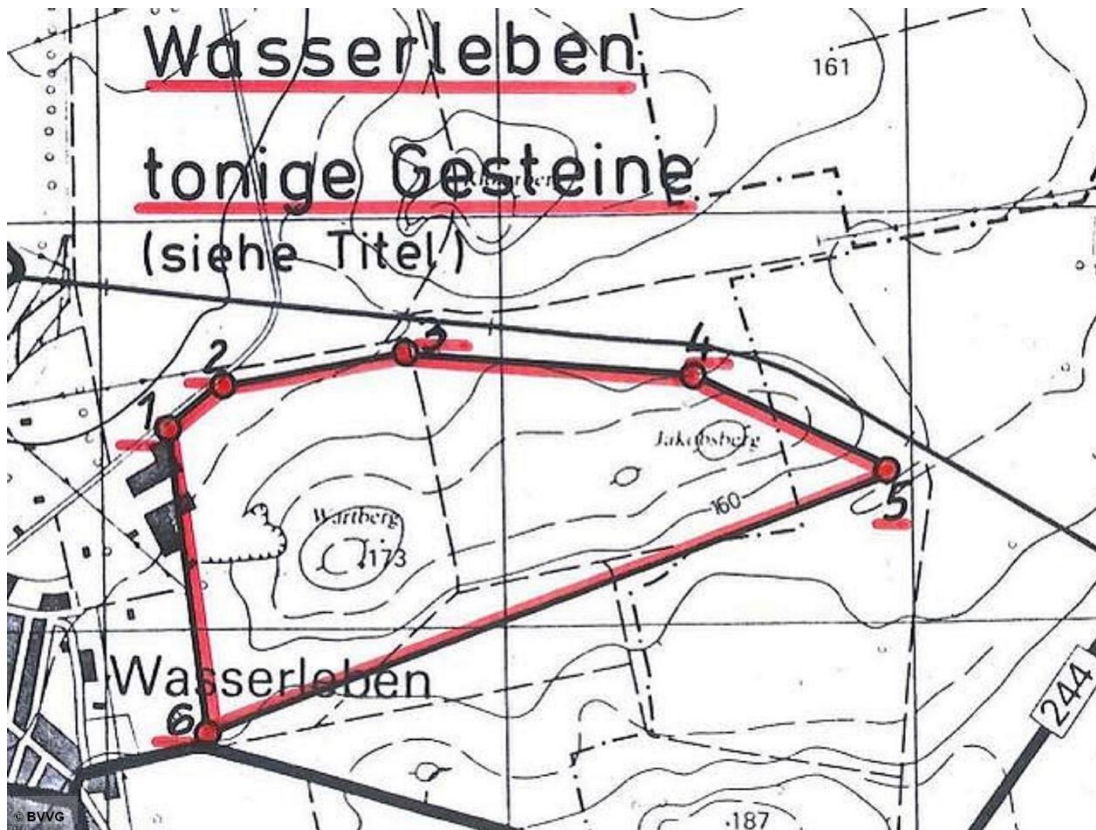 Wasserleben
161
tonige Gesteine
(siehe Titel)
3
4
2
1
Jakobsberg
5
160
Wartberg
173
Wasserleben
6
244
187
© BVVG